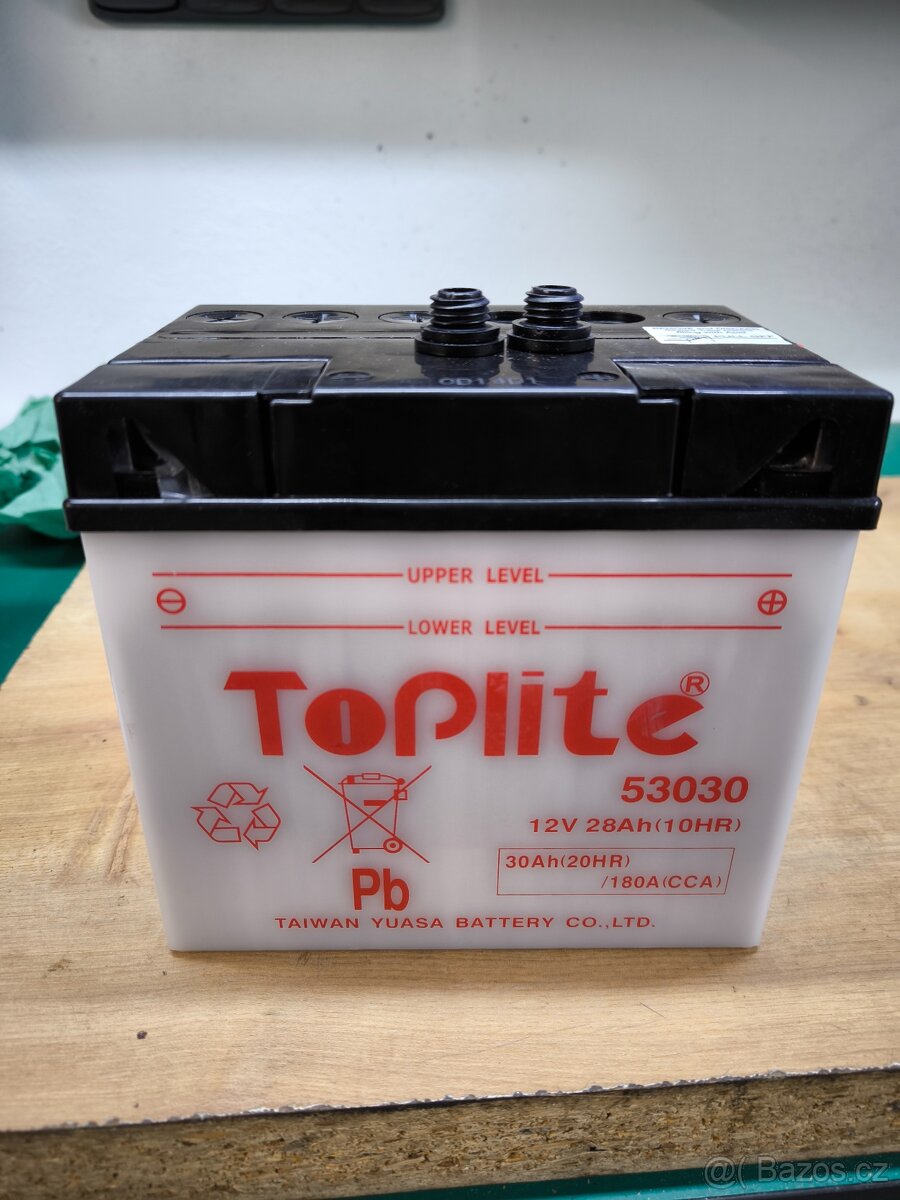 UPPER LEVEL
LOWER LEVEL
TopLite®
53030
12V 28Ah(10HR)
30Ah(20HR)
/180A(CCA)
Pb
TAIWAN YUASA BATTERY CO.,LTD.
@( Bazos.cz